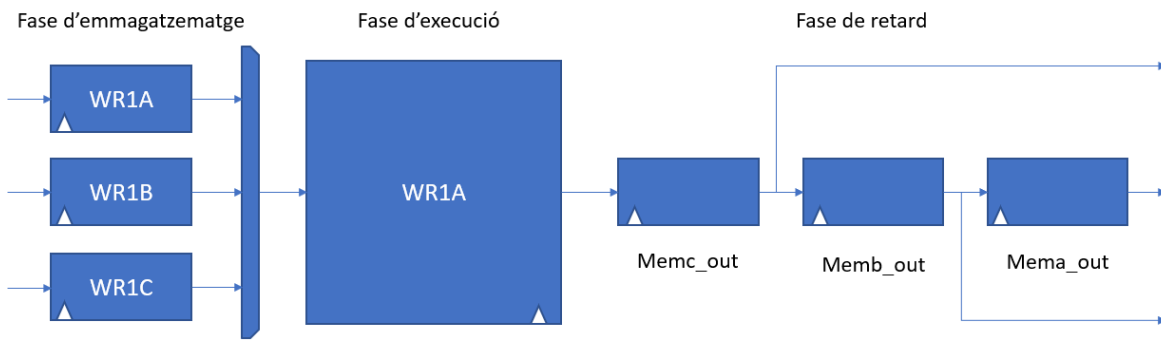 Fase d'emmagatzematge
Fase d'execució
Fase de retard
WR1A
WR1B
WR1C
WR1A
Memc_out
Memb_out
Mema_out